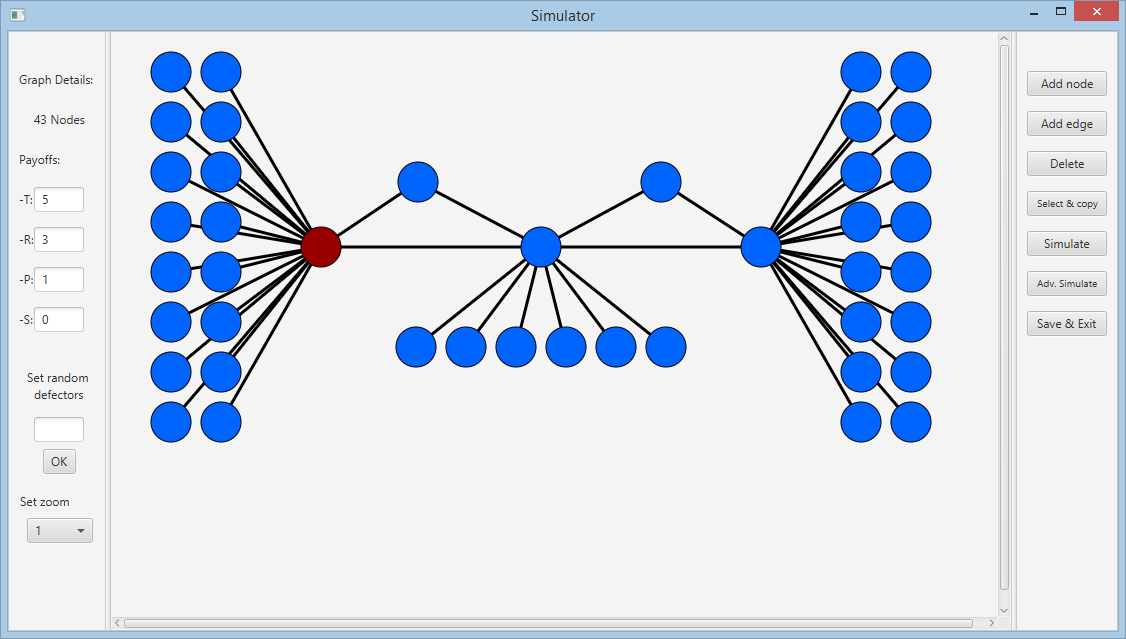 Simulator
Graph Details:
43 Nodes
Payoffs:
-T: 5
-R: 3
-P: 1
-S: 0
Set random
defectors
OK
Set zoom
1
Add node
Add edge
Delete
Select & copy
Simulate
Adv. Simulate
Save & Exit